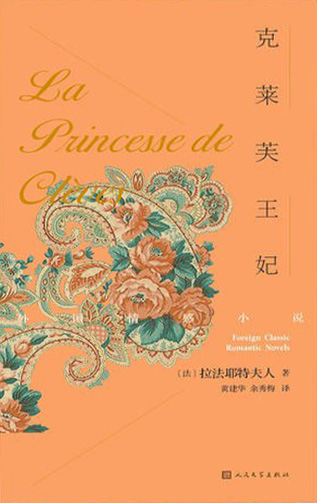 克莱芙王妃
La
Princesse de
Clèves
外国情感小说
Foreign Classic
Romantic Novels
〔法〕拉法耶特夫人 著
黄建华 余秀梅 译
人民文学出版社